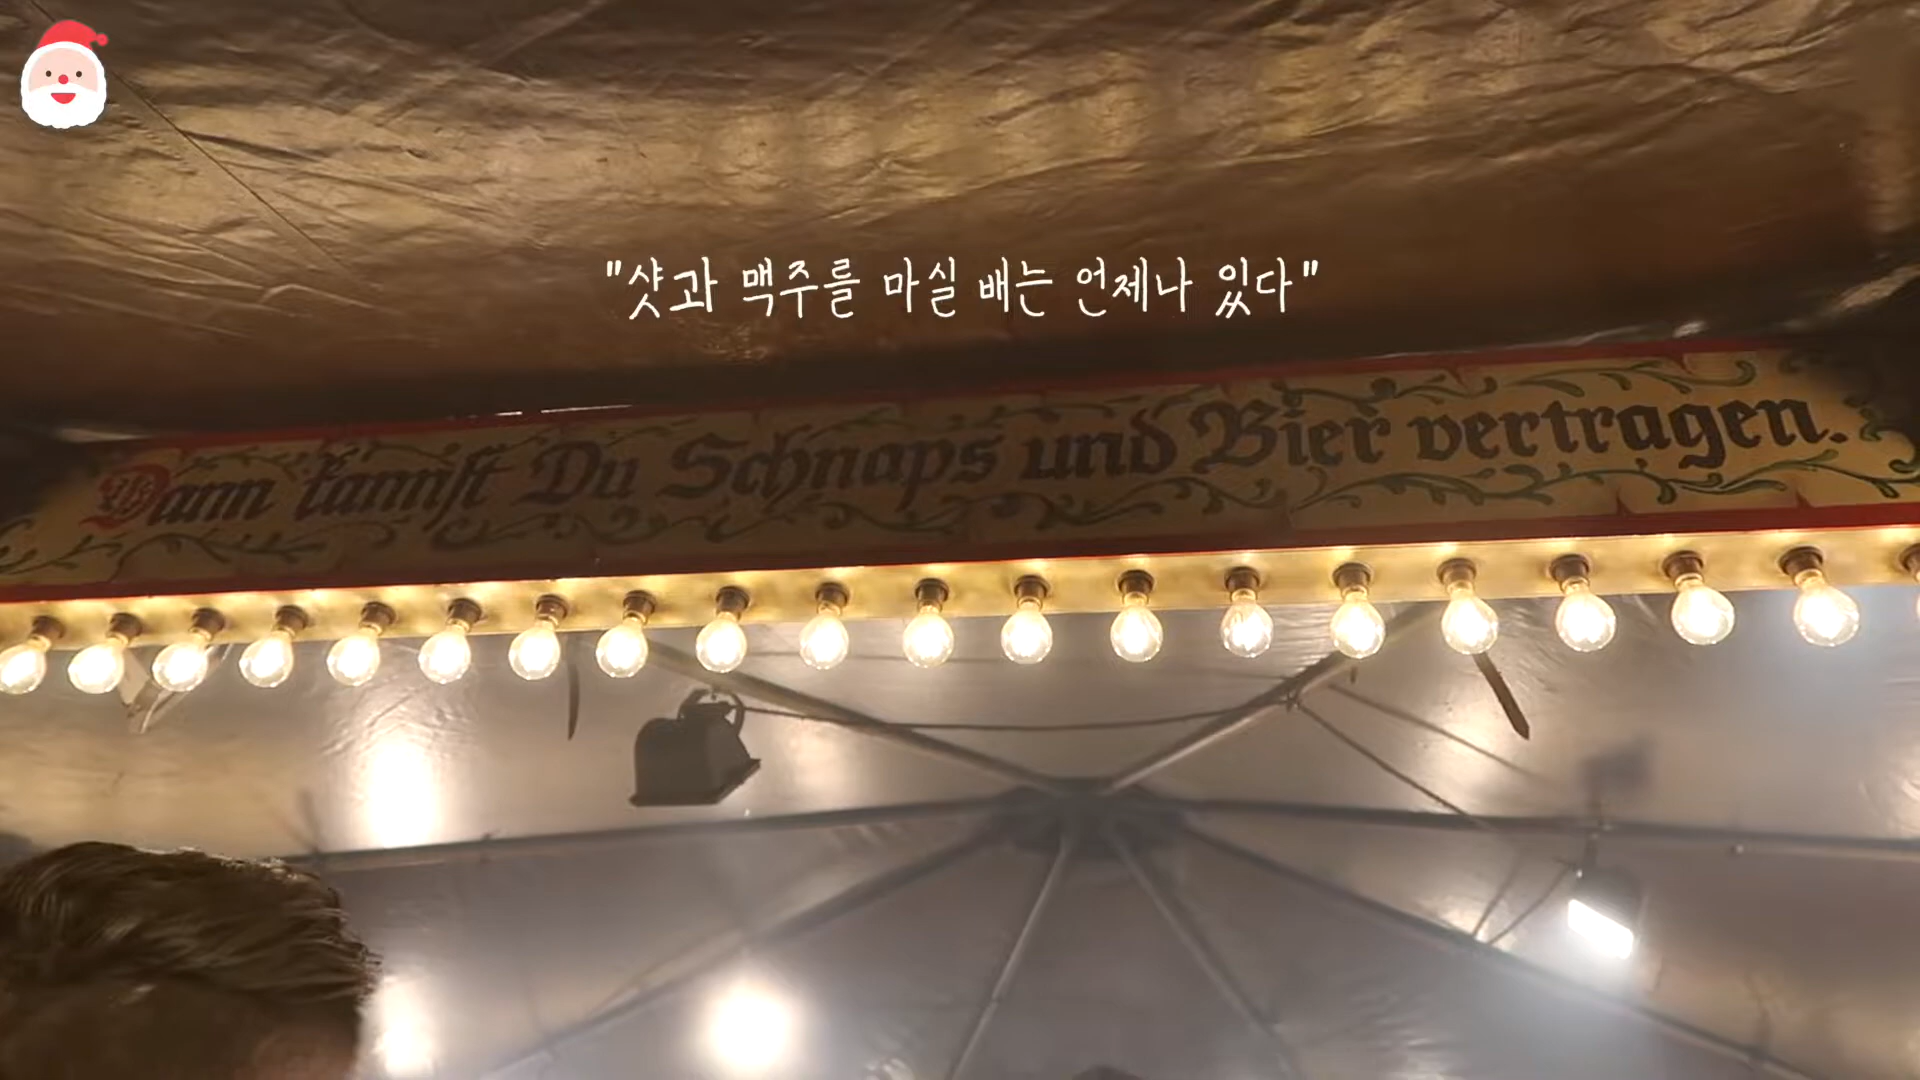 "샷과 맥주를 마실 배는 언제나 있다"
Dann kannst Du Schnaps und Bier vertragen.